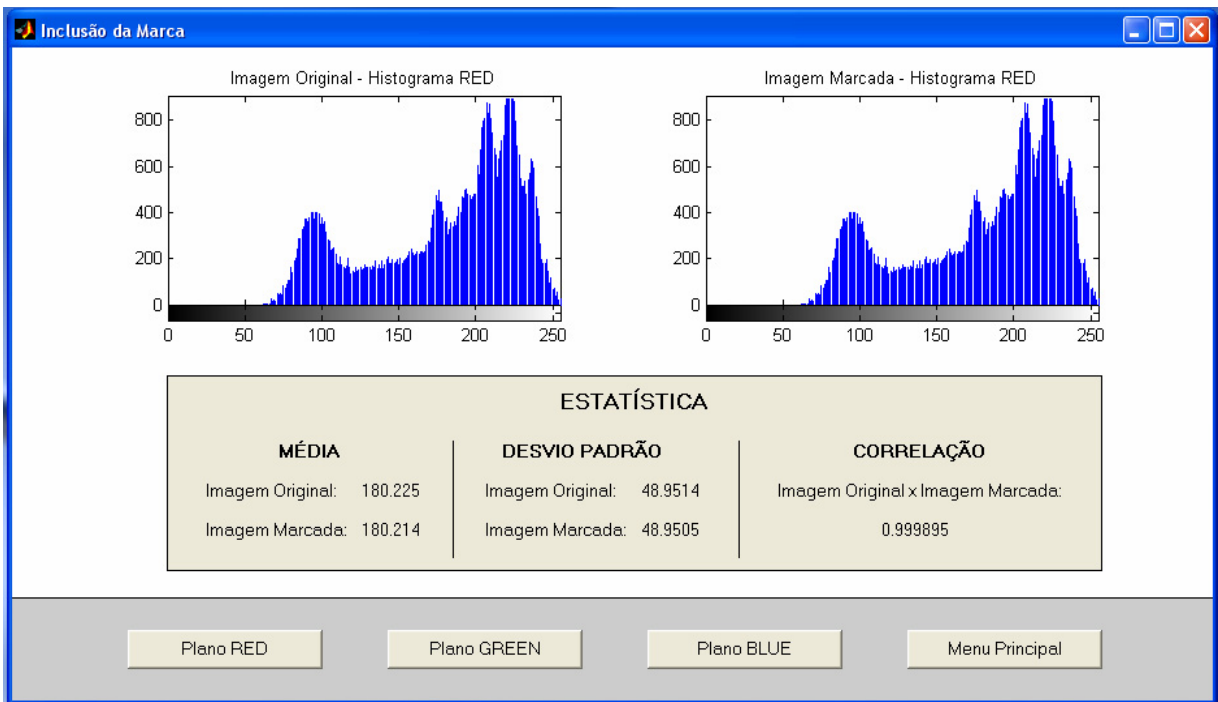 Inclusão da Marca
Imagem Original - Histograma RED
800
600
400
200
0
0 50 100 150 200 250
Imagem Marcada - Histograma RED
800
600
400
200
0
0 50 100 150 200 250
ESTATÍSTICA
MÉDIA
Imagem Original: 180.225
Imagem Marcada: 180.214
DESVIO PADRÃO
Imagem Original: 48.9514
Imagem Marcada: 48.9505
CORRELAÇÃO
Imagem Original x Imagem Marcada:
0.999895
Plano RED
Plano GREEN
Plano BLUE
Menu Principal